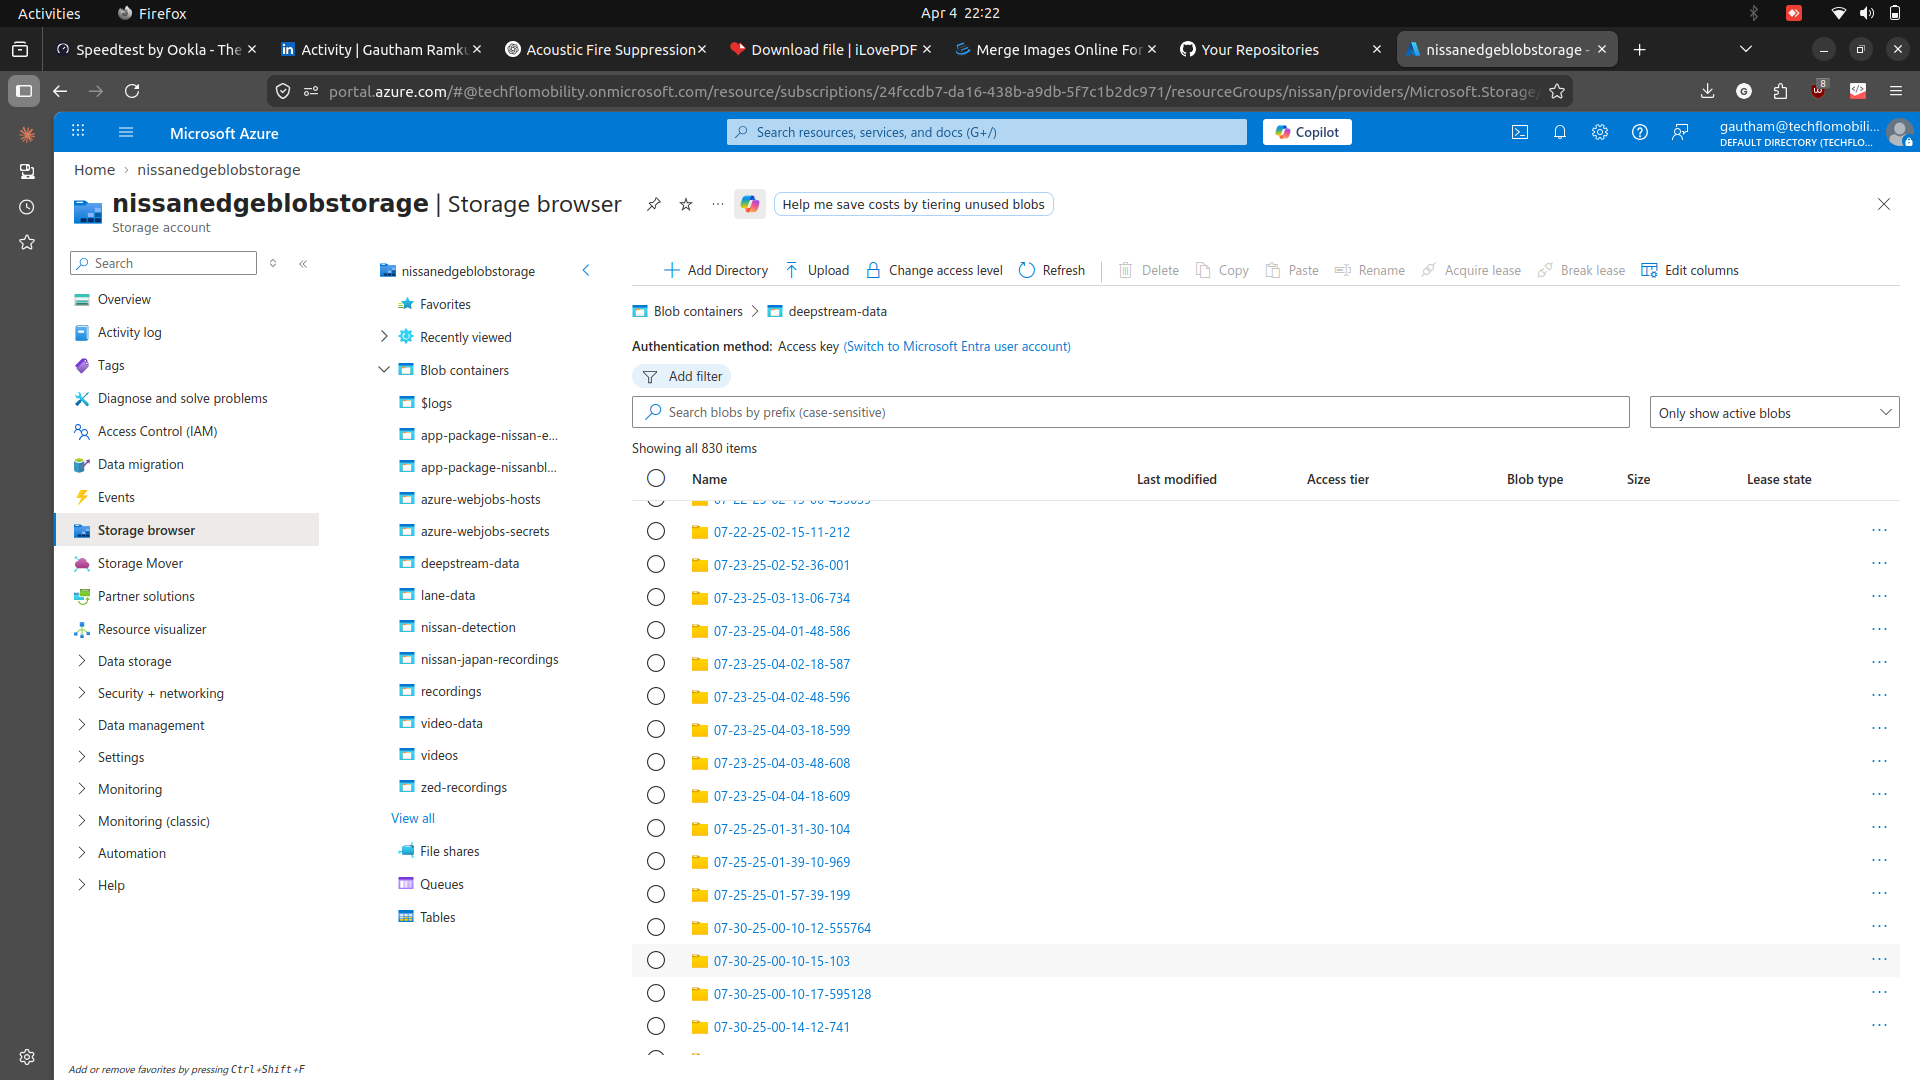 Activities
Firefox
Apr 4 22:22
Speedtest by Ookla - The
Activity | Gautham Ramku
Acoustic Fire Suppression
Download file | iLovePDF
Merge Images Online For
Your Repositories
nissanedgeblobstorage -
portal.azure.com/#@techflomobility.onmicrosoft.com/resource/subscriptions/24fccdb7-da16-438b-a9db-5f7c1b2dc971/resourceGroups/nissan/providers/Microsoft.Storage/
8
Microsoft Azure
Search resources, services, and docs (G+/)
Copilot
gautham@techflomobili...
DEFAULT DIRECTORY (TECHFLO...
Home > nissanedgeblobstorage
nissanedgeblobstorage | Storage browser
Help me save costs by tiering unused blobs
Storage account
Search
Overview
Activity log
Tags
Diagnose and solve problems
Access Control (IAM)
Data migration
Events
Storage browser
Storage Mover
Partner solutions
Resource visualizer
Data storage
Security + networking
Data management
Settings
Monitoring
Monitoring (classic)
Automation
Help
Add or remove favorites by pressing Ctrl+Shift+F
nissanedgeblobstorage
Favorites
Recently viewed
Blob containers
$logs
app-package-nissan-e...
app-package-nissanbl...
azure-webjobs-hosts
azure-webjobs-secrets
deepstream-data
lane-data
nissan-detection
nissan-japan-recordings
recordings
video-data
videos
zed-recordings
View all
File shares
Queues
Tables
Add Directory
Upload
Change access level
Refresh
Delete
Copy
Paste
Rename
Acquire lease
Break lease
Edit columns
Blob containers > deepstream-data
Authentication method: Access key (Switch to Microsoft Entra user account)
Add filter
Search blobs by prefix (case-sensitive)
Only show active blobs
Showing all 830 items
Name Last modified Access tier Blob type Size Lease state
07-22-25-02-15-11-212
07-23-25-02-52-36-001
07-23-25-03-13-06-734
07-23-25-04-01-48-586
07-23-25-04-02-18-587
07-23-25-04-02-48-596
07-23-25-04-03-18-599
07-23-25-04-03-48-608
07-23-25-04-04-18-609
07-25-25-01-31-30-104
07-25-25-01-39-10-969
07-25-25-01-57-39-199
07-30-25-00-10-12-555764
07-30-25-00-10-15-103
07-30-25-00-10-17-595128
07-30-25-00-14-12-741